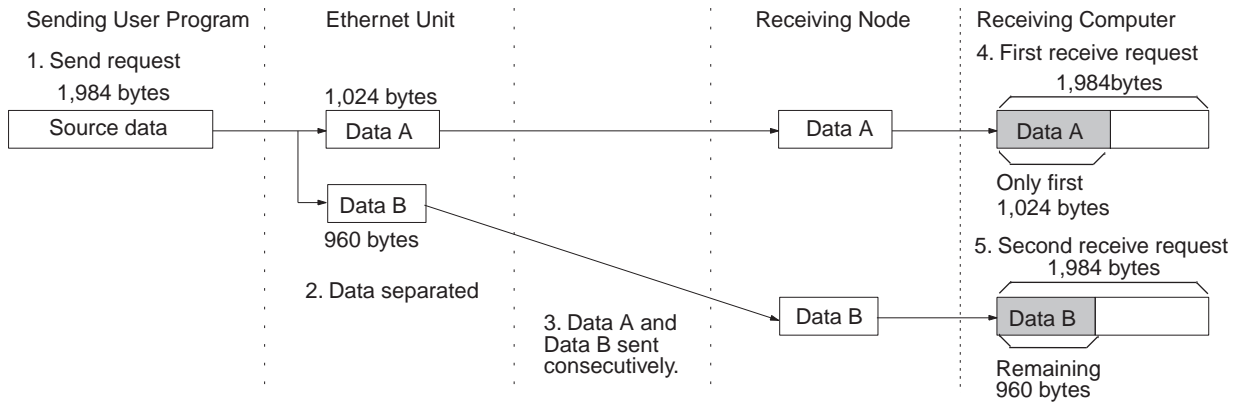 Sending User Program
Ethernet Unit
Receiving Node
Receiving Computer
1. Send request
1,984 bytes
Source data
1,024 bytes
Data A
Data B
960 bytes
2. Data separated
3. Data A and
Data B sent
consecutively.
Data A
Data B
4. First receive request
1,984bytes
Data A
Only first
1,024 bytes
5. Second receive request
1,984 bytes
Data B
Remaining
960 bytes